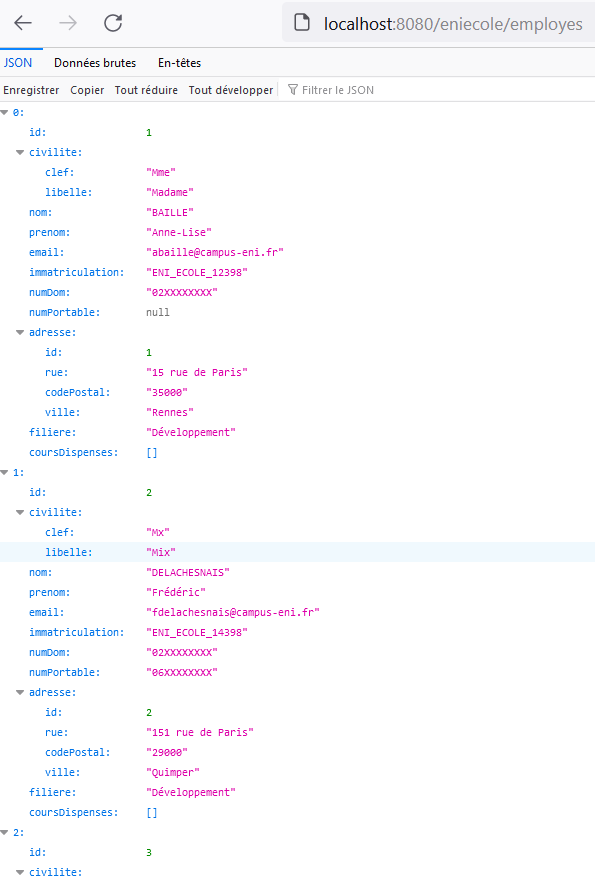 localhost:8080/eniecole/employes
JSON Données brutes En-têtes
Enregistrer Copier Tout réduire Tout développer Filtrer le JSON
0:
id: 1
civilite:
clef: "Mme"
libelle: "Madame"
nom: "BAILLE"
prenom: "Anne-Lise"
email: "abaille@campus-eni.fr"
immatriculation: "ENI_ECOLE_12398"
numDom: "02XXXXXXXX"
numPortable: null
adresse:
id: 1
rue: "15 rue de Paris"
codePostal: "35000"
ville: "Rennes"
filiere: "Développement"
coursDispenses: []
1:
id: 2
civilite:
clef: "Mx"
libelle: "Mix"
nom: "DELACHESNAIS"
prenom: "Frédéric"
email: "fdelachesnais@campus-eni.fr"
immatriculation: "ENI_ECOLE_14398"
numDom: "02XXXXXXXX"
numPortable: "06XXXXXXXX"
adresse:
id: 2
rue: "151 rue de Paris"
codePostal: "29000"
ville: "Quimper"
filiere: "Développement"
coursDispenses: []
2:
id: 3
civilite: